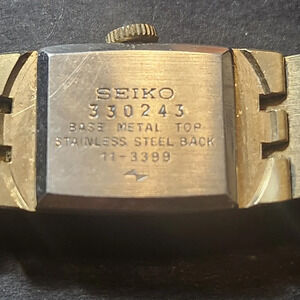 SEIKO
330243
BASE METAL TOP
STAINLESS STEEL BACK
11-3399